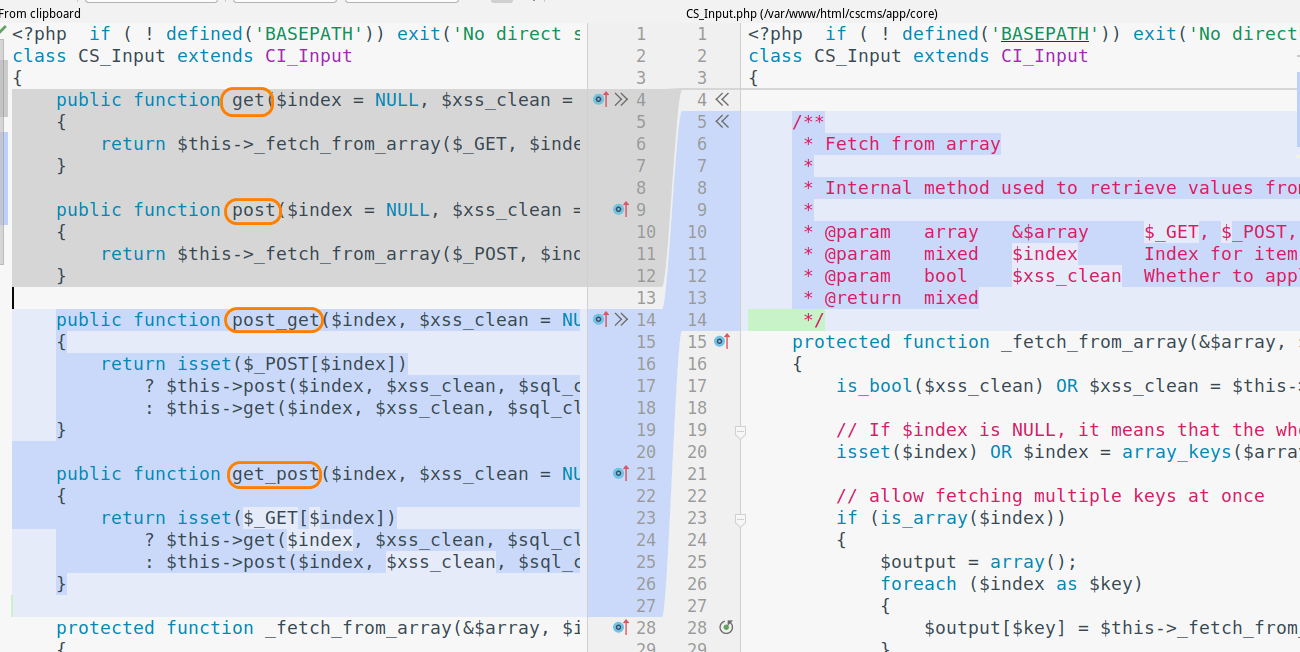 From clipboard
CS_Input.php (/var/www/html/cscms/app/core)
<?php  if ( ! defined('BASEPATH')) exit('No direct s
class CS_Input extends CI_Input
{
    public function get($index = NULL, $xss_clean =
    {
        return $this->_fetch_from_array($_GET, $inde
    }

    public function post($index = NULL, $xss_clean =
    {
        return $this->_fetch_from_array($_POST, $ind
    }

    public function post_get($index, $xss_clean = NU
    {
        return isset($_POST[$index])
            ? $this->post($index, $xss_clean, $sql_c
            : $this->get($index, $xss_clean, $sql_cl
    }

    public function get_post($index, $xss_clean = NU
    {
        return isset($_GET[$index])
            ? $this->get($index, $xss_clean, $sql_cl
            : $this->post($index, $xss_clean, $sql_c
    }

    protected function _fetch_from_array(&$array, $i
    {
1 1
2 2
3 3
4 4
5 5
6 6
7 7
8 8
9 9
10 10
11 11
12 12
13 13
14 14
15 15
16 16
17 17
18 18
19 19
20 20
21 21
22 22
23 23
24 24
25 25
26 26
27 27
28 28
29 29
<?php  if ( ! defined('BASEPATH')) exit('No direct
class CS_Input extends CI_Input
{

    /**
     * Fetch from array
     *
     * Internal method used to retrieve values fro
     *
     * @param   array   &$array     $_GET, $_POST,
     * @param   mixed   $index      Index for item
     * @param   bool    $xss_clean  Whether to app
     * @return  mixed
     */
    protected function _fetch_from_array(&$array,
    {
        is_bool($xss_clean) OR $xss_clean = $this-

        // If $index is NULL, it means that the wh
        isset($index) OR $index = array_keys($arra

        // allow fetching multiple keys at once
        if (is_array($index))
        {
            $output = array();
            foreach ($index as $key)
            {
                $output[$key] = $this->_fetch_from_
            }